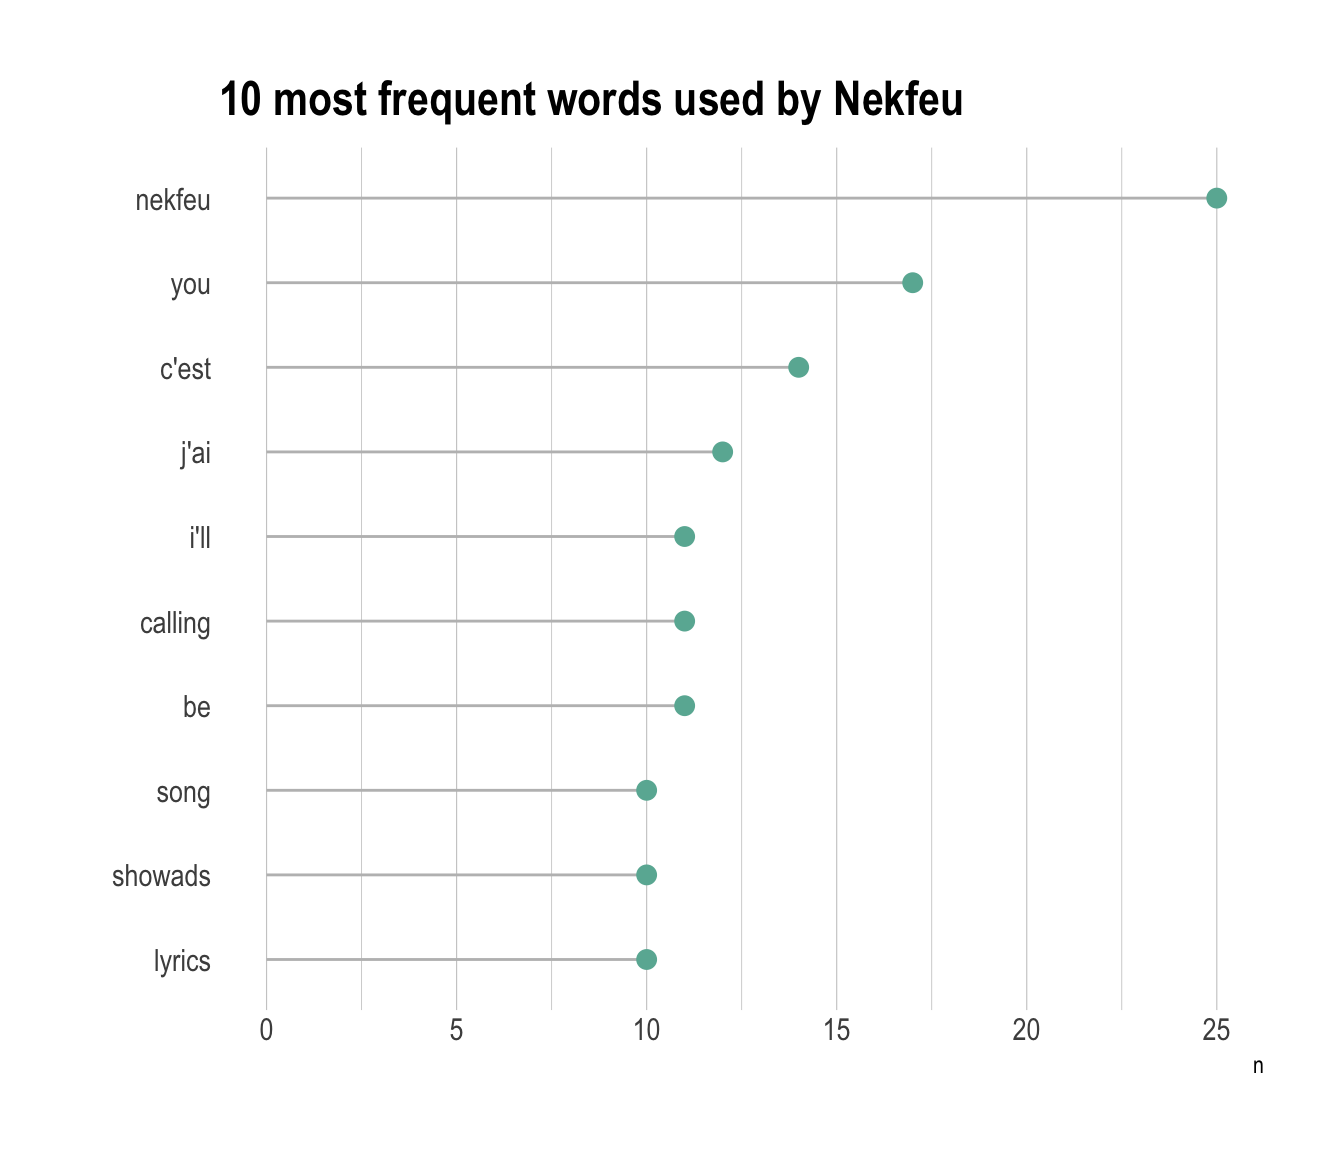 10 most frequent words used by Nekfeu
nekfeu
you
c'est
j'ai
i'll
calling
be
song
showads
lyrics
0 5 10 15 20 25
n